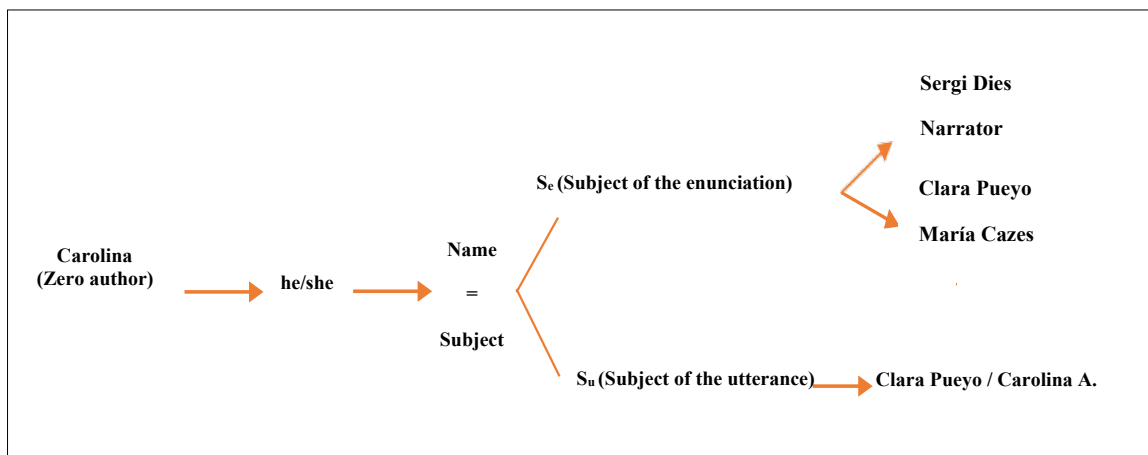 Sergi Dies
Narrator
Se (Subject of the enunciation)
Clara Pueyo
María Cazes
Carolina
(Zero author)
he/she
Name
=
Subject
Su (Subject of the utterance)
Clara Pueyo / Carolina A.